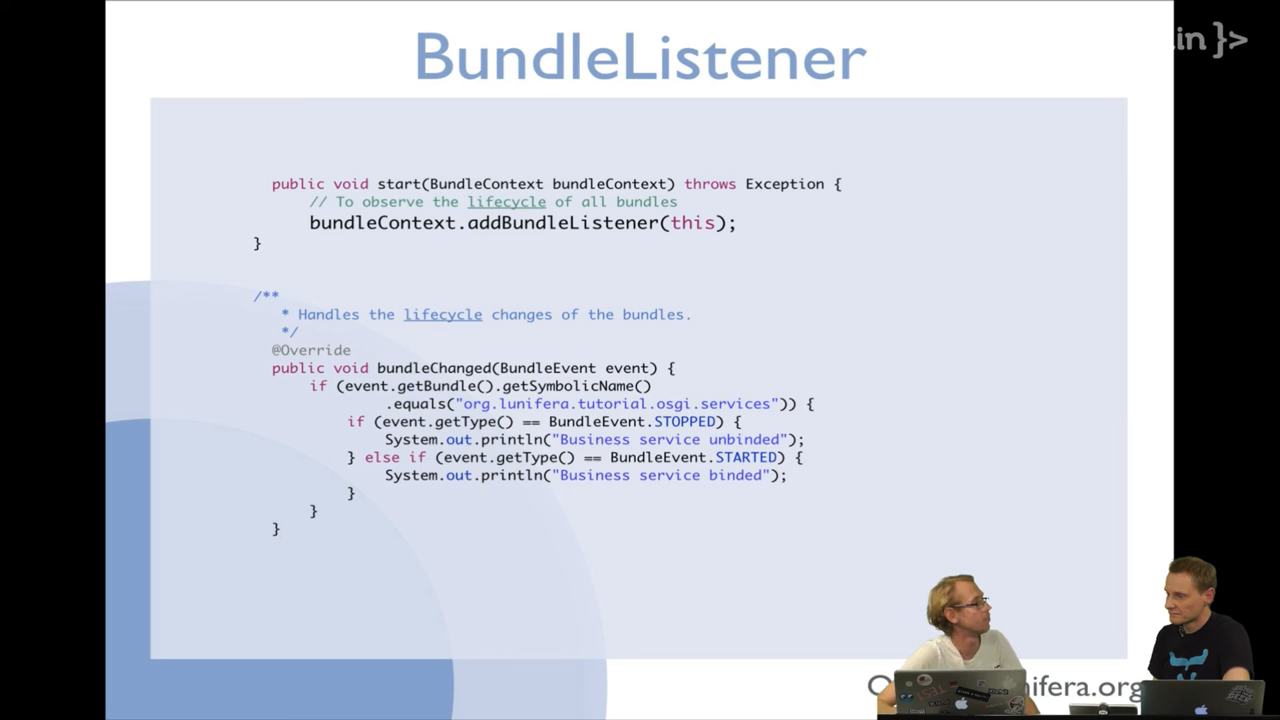 BundleListener
.in }>
public void start(BundleContext bundleContext) throws Exception {
// To observe the lifecycle of all bundles
bundleContext.addBundleListener(this);
}
/**
* Handles the lifecycle changes of the bundles.
*/
@Override
public void bundleChanged(BundleEvent event) {
if (event.getBundle().getSymbolicName()
.equals("org.lunifera.tutorial.osgi.services")) {
if (event.getType() == BundleEvent.STOPPED) {
System.out.println("Business service unbinded");
} else if (event.getType() == BundleEvent.STARTED) {
System.out.println("Business service binded");
}
}
}
nifera.org